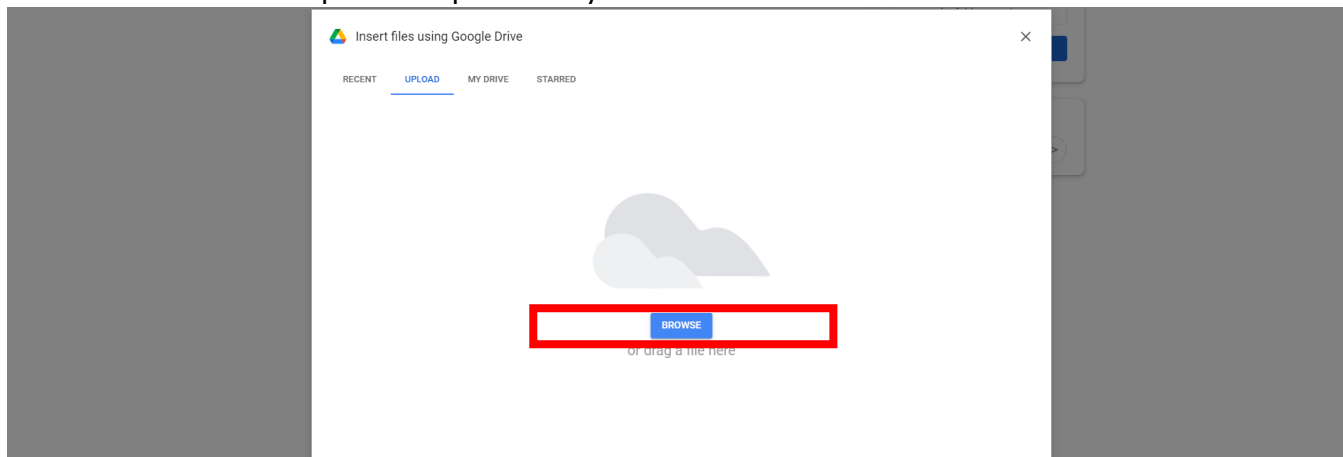 Insert files using Google Drive
RECENT UPLOAD MY DRIVE STARRED
BROWSE
or drag a file here